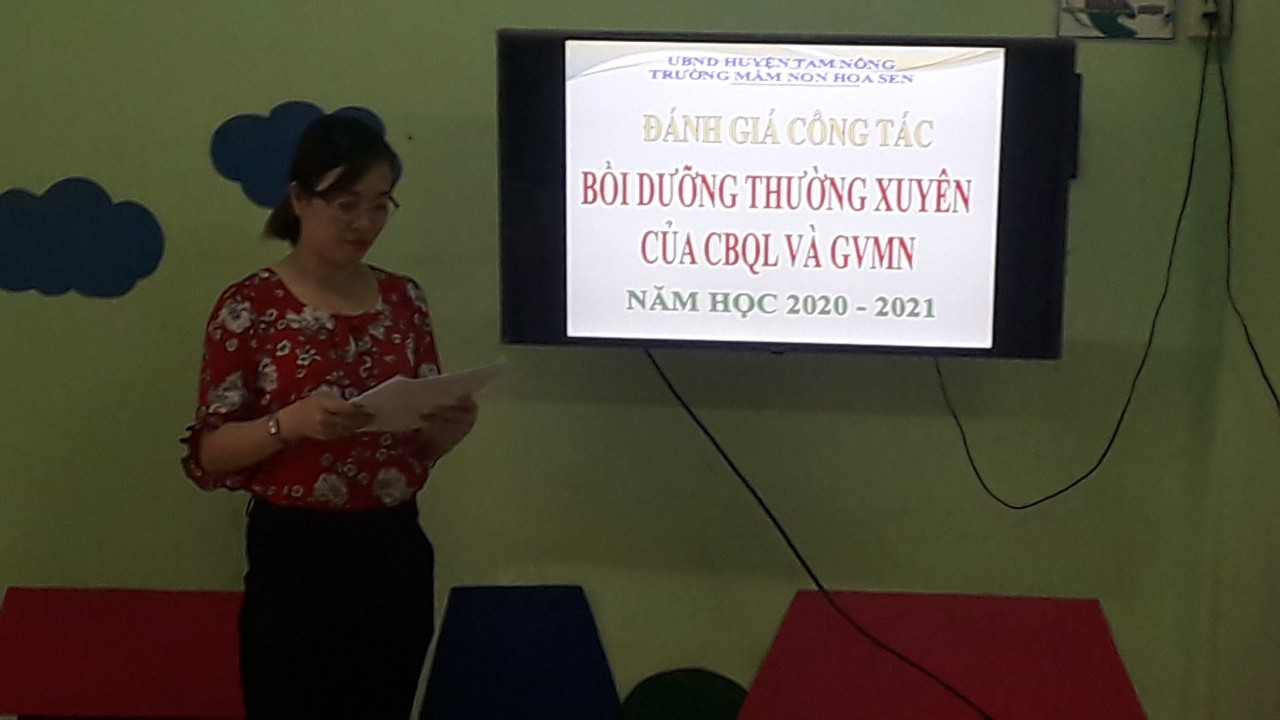 UBND HUYỆN TAM NÔNG
TRƯỜNG MẦM NON HOA SEN
ĐÁNH GIÁ CÔNG TÁC
BỒI DƯỠNG THƯỜNG XUYÊN
CỦA CBQL VÀ GVMN
NĂM HỌC 2020 - 2021